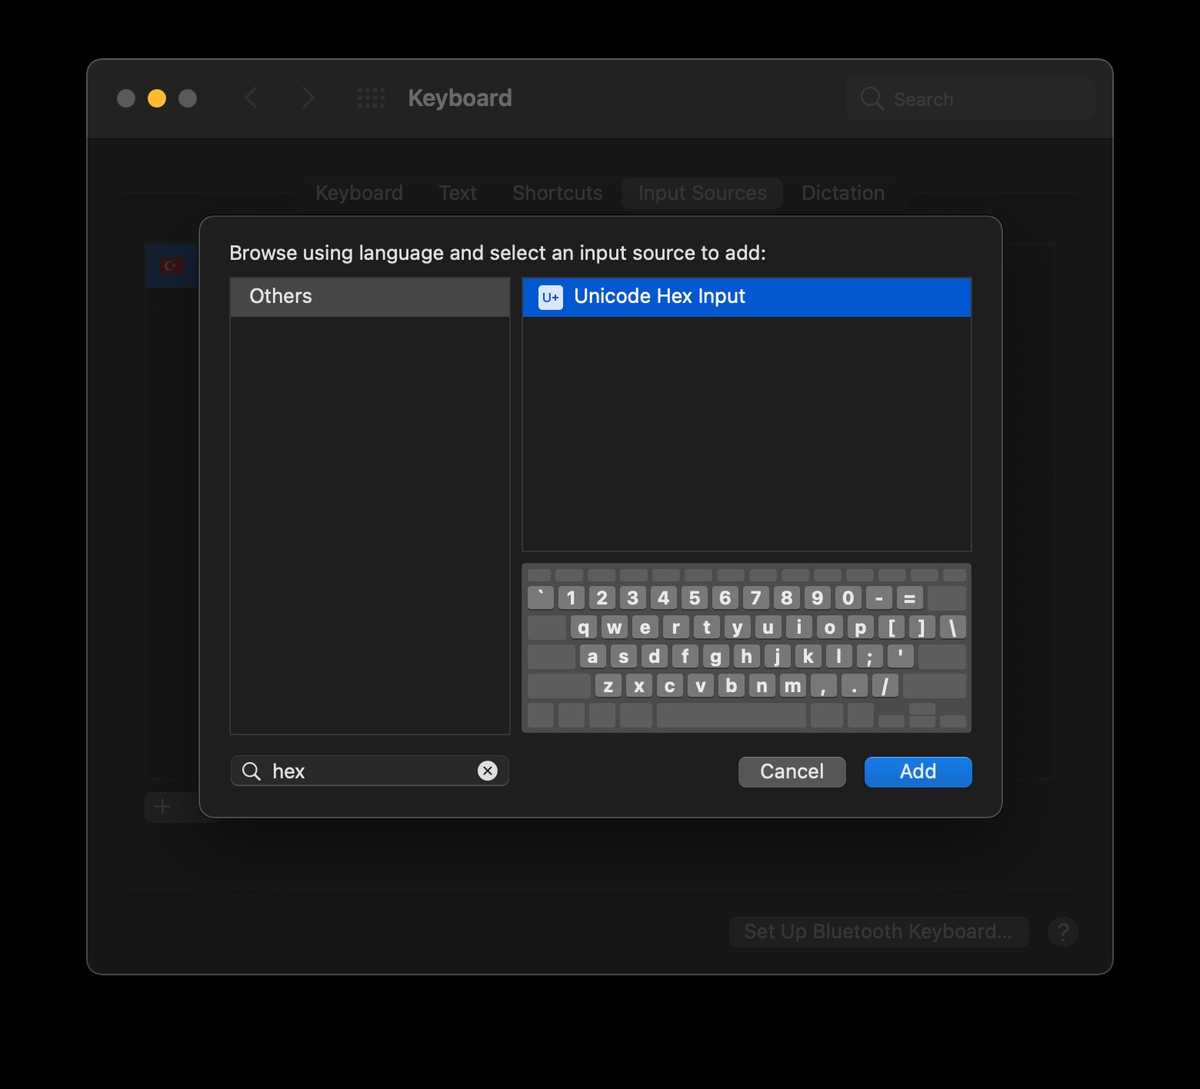 Keyboard
Search
Keyboard Text Shortcuts Input Sources Dictation
Browse using language and select an input source to add:
Others
U+ Unicode Hex Input
` 1 2 3 4 5 6 7 8 9 0 - =
q w e r t y u i o p [ ] \
a s d f g h j k l ; '
z x c v b n m , . /
hex
Cancel Add
Set Up Bluetooth Keyboard... ?